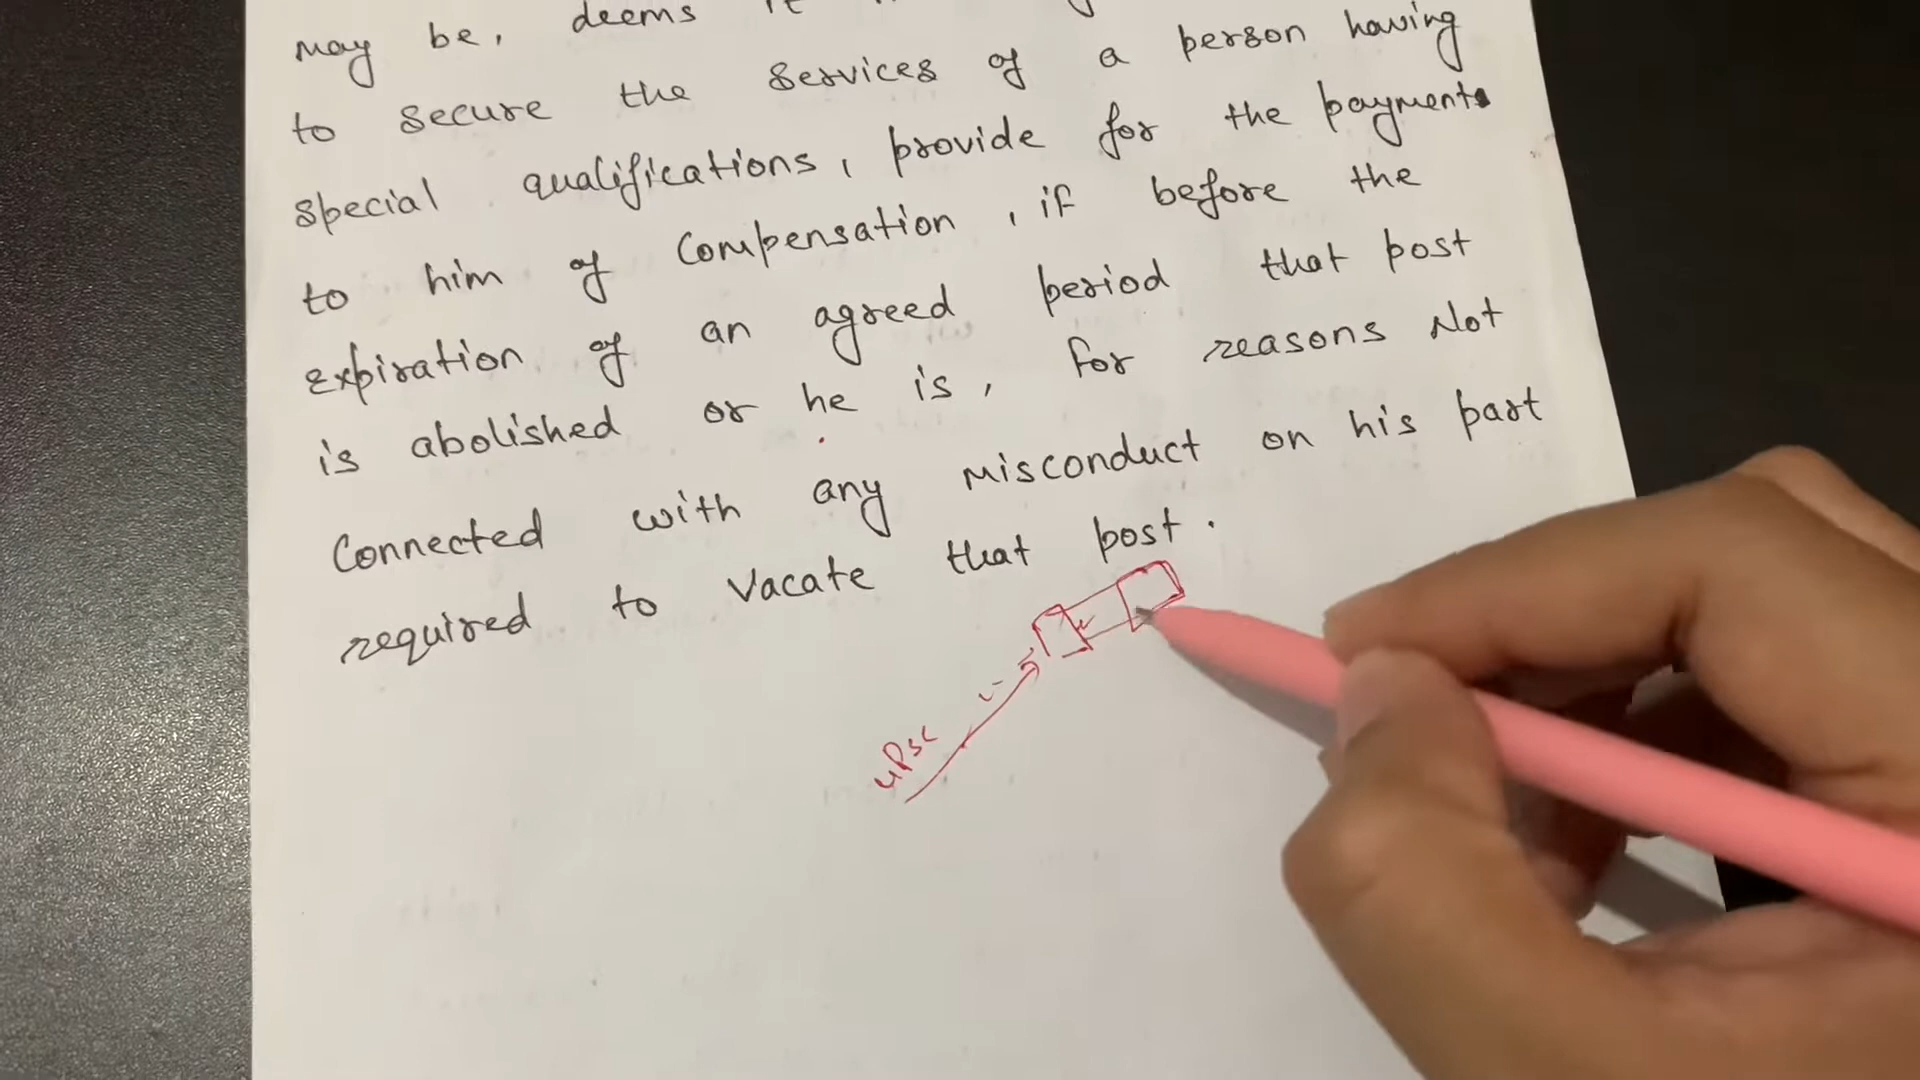 may be, deems it
to secure the services of a person having
special qualifications, provide for the payments
to him of Compensation, if before the
expiration of an agreed period that post
is abolished or he is, for reasons Not
Connected with any misconduct on his part
required to vacate that post.
UPSC